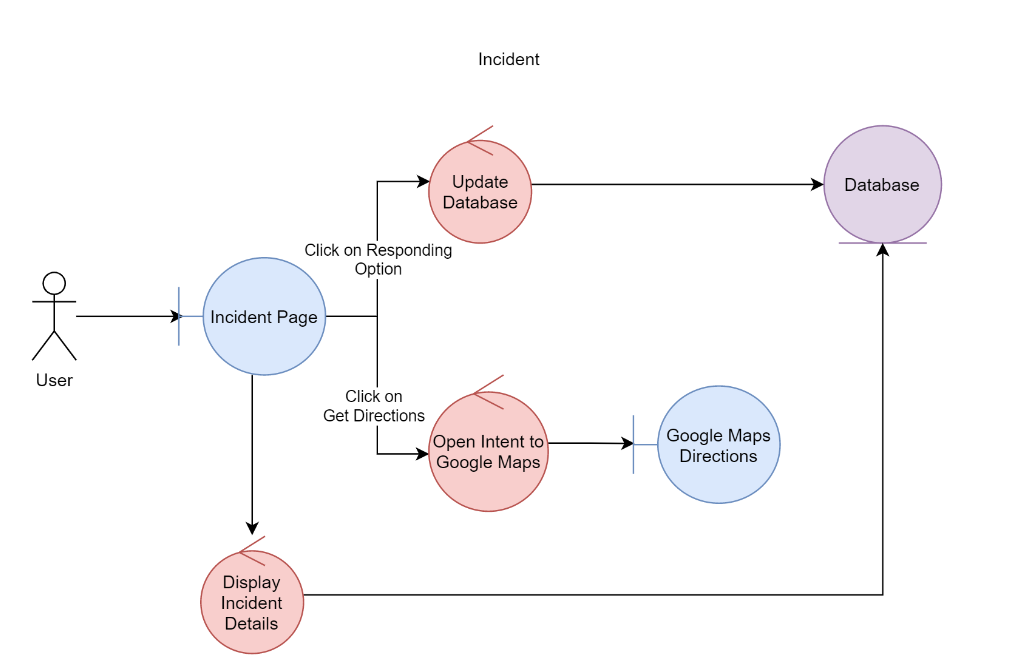 Incident
Update
Database
Database
Click on Responding
Option
Incident Page
User
Click on
Get Directions
Open Intent to
Google Maps
Google Maps
Directions
Display
Incident
Details